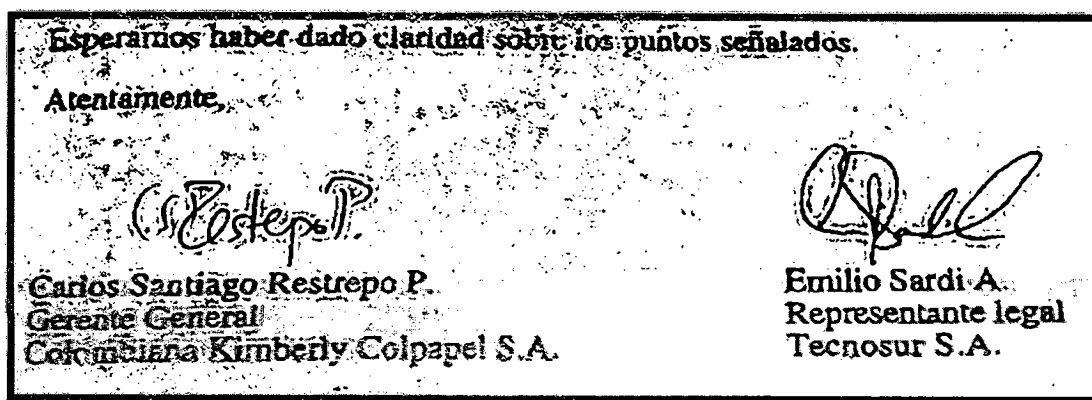 Esperamos haber dado claridad sobre los puntos señalados.
Atentamente,
CsRestrepo P.
Carlos Santiago Restrepo P.
Gerente General
Colombiana Kimberly Colpapel S.A.
Emilio Sardi A.
Representante legal
Tecnosur S.A.